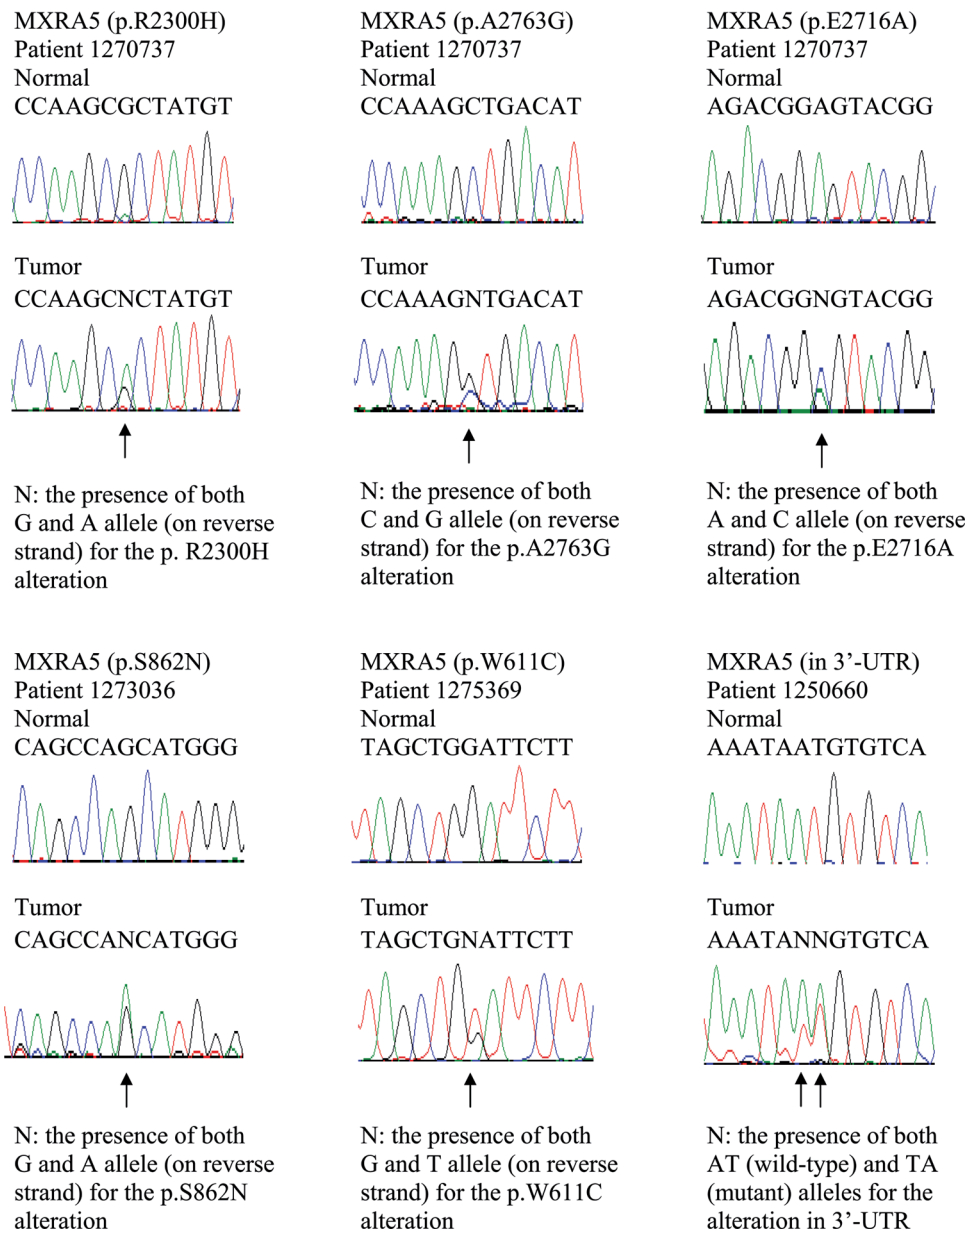 MXRA5 (p.R2300H)
Patient 1270737
Normal
CCAAGCGCTATGT
Tumor
CCAAGCNCTATGT
N: the presence of both
G and A allele (on reverse
strand) for the p. R2300H
alteration
MXRA5 (p.A2763G)
Patient 1270737
Normal
CCAAAGCTGACAT
Tumor
CCAAAGNTGACAT
N: the presence of both
C and G allele (on reverse
strand) for the p.A2763G
alteration
MXRA5 (p.E2716A)
Patient 1270737
Normal
AGACGGAGTACGG
Tumor
AGACGGNGTACGG
N: the presence of both
A and C allele (on reverse
strand) for the p.E2716A
alteration
MXRA5 (p.S862N)
Patient 1273036
Normal
CAGCCAGCATGGG
Tumor
CAGCCANCATGGG
N: the presence of both
G and A allele (on reverse
strand) for the p.S862N
alteration
MXRA5 (p.W611C)
Patient 1275369
Normal
TAGCTGGATTCTT
Tumor
TAGCTGNATTCTT
N: the presence of both
G and T allele (on reverse
strand) for the p.W611C
alteration
MXRA5 (in 3’-UTR)
Patient 1250660
Normal
AAATAATGTGTCA
Tumor
AAATANNGTGTCA
N: the presence of both
AT (wild-type) and TA
(mutant) alleles for the
alteration in 3’-UTR